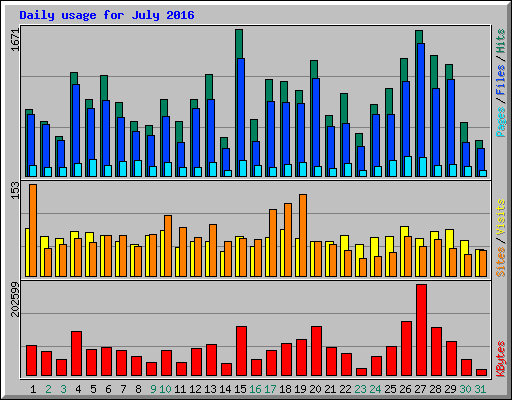 Daily usage for July 2016
1671
Pages / Files / Hits
153
Sites / Visits
202599
KBytes
1 2 3 4 5 6 7 8 9 10 11 12 13 14 15 16 17 18 19 20 21 22 23 24 25 26 27 28 29 30 31